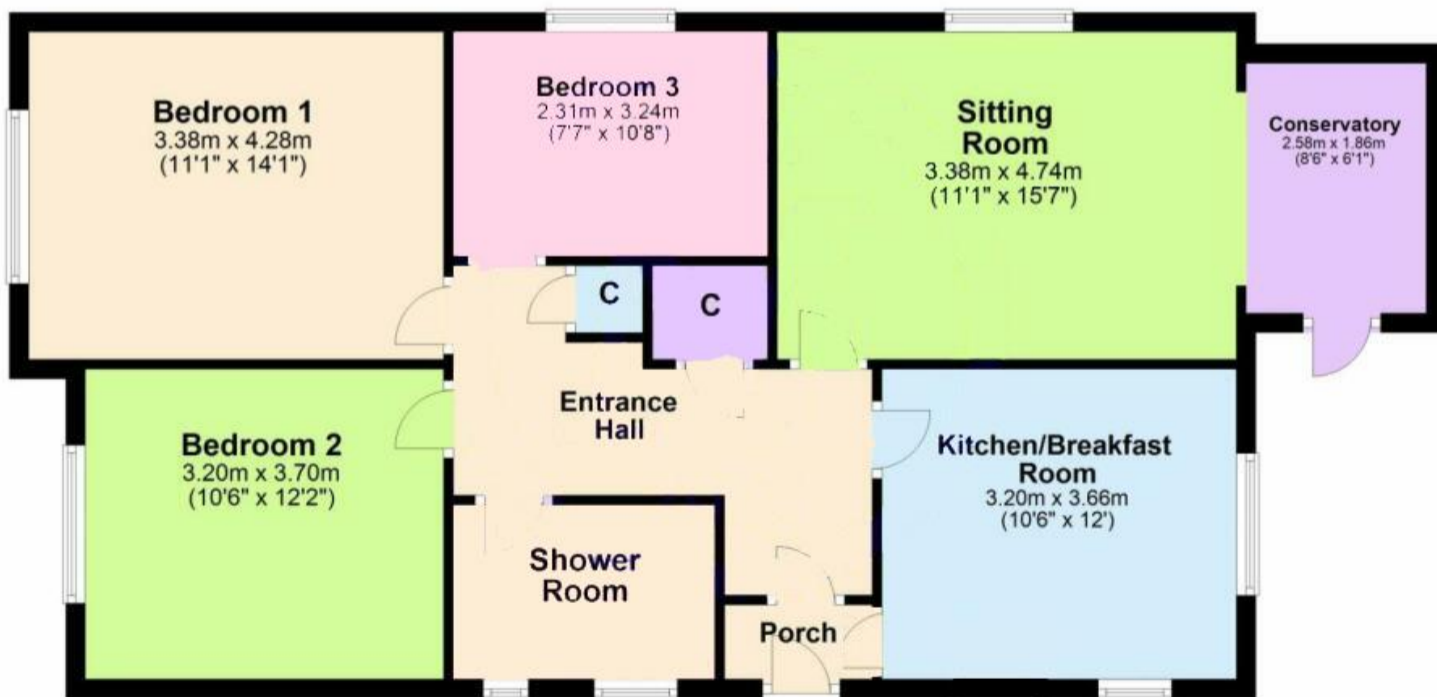 Bedroom 1
3.38m x 4.28m
(11'1" x 14'1")
Bedroom 3
2.31m x 3.24m
(7'7" x 10'8")
Sitting
Room
3.38m x 4.74m
(11'1" x 15'7")
Conservatory
2.58m x 1.86m
(8'6" x 6'1")
C
C
Entrance
Hall
Bedroom 2
3.20m x 3.70m
(10'6" x 12'2")
Kitchen/Breakfast
Room
3.20m x 3.66m
(10'6" x 12')
Shower
Room
Porch